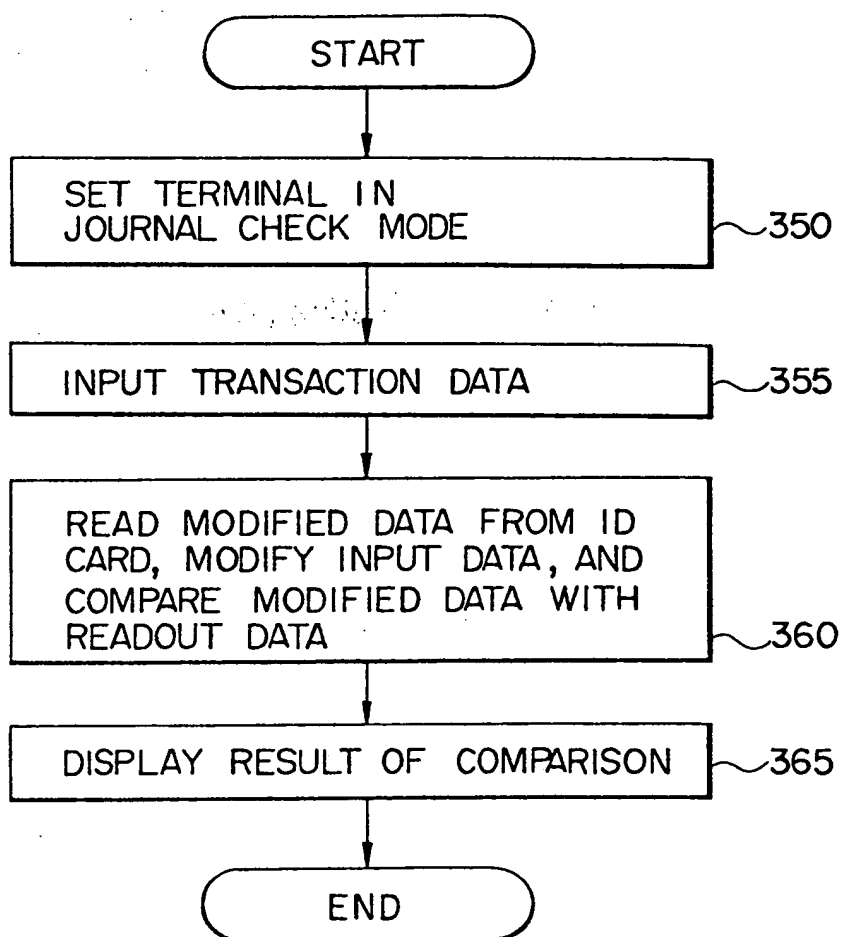 START
SET TERMINAL IN
JOURNAL CHECK MODE
350
INPUT TRANSACTION DATA
355
READ MODIFIED DATA FROM ID
CARD, MODIFY INPUT DATA, AND
COMPARE MODIFIED DATA WITH
READOUT DATA
360
DISPLAY RESULT OF COMPARISON
365
END